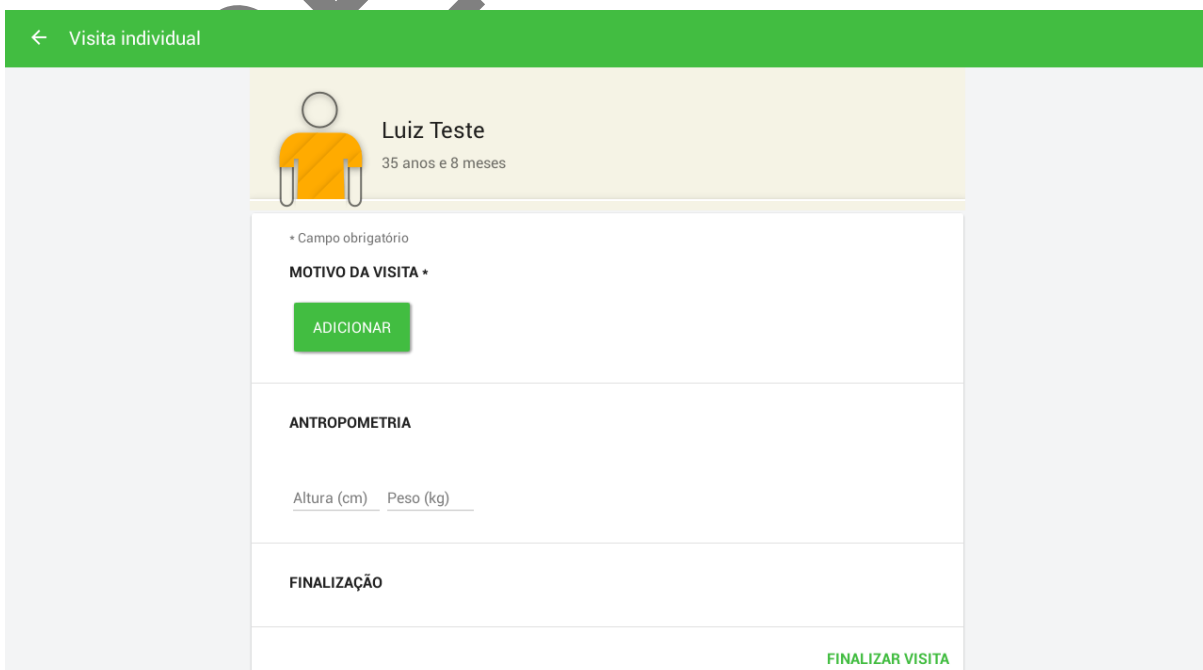 Visita individual
Luiz Teste
35 anos e 8 meses
* Campo obrigatório
MOTIVO DA VISITA *
ADICIONAR
ANTROPOMETRIA
Altura (cm) Peso (kg)
FINALIZAÇÃO
FINALIZAR VISITA